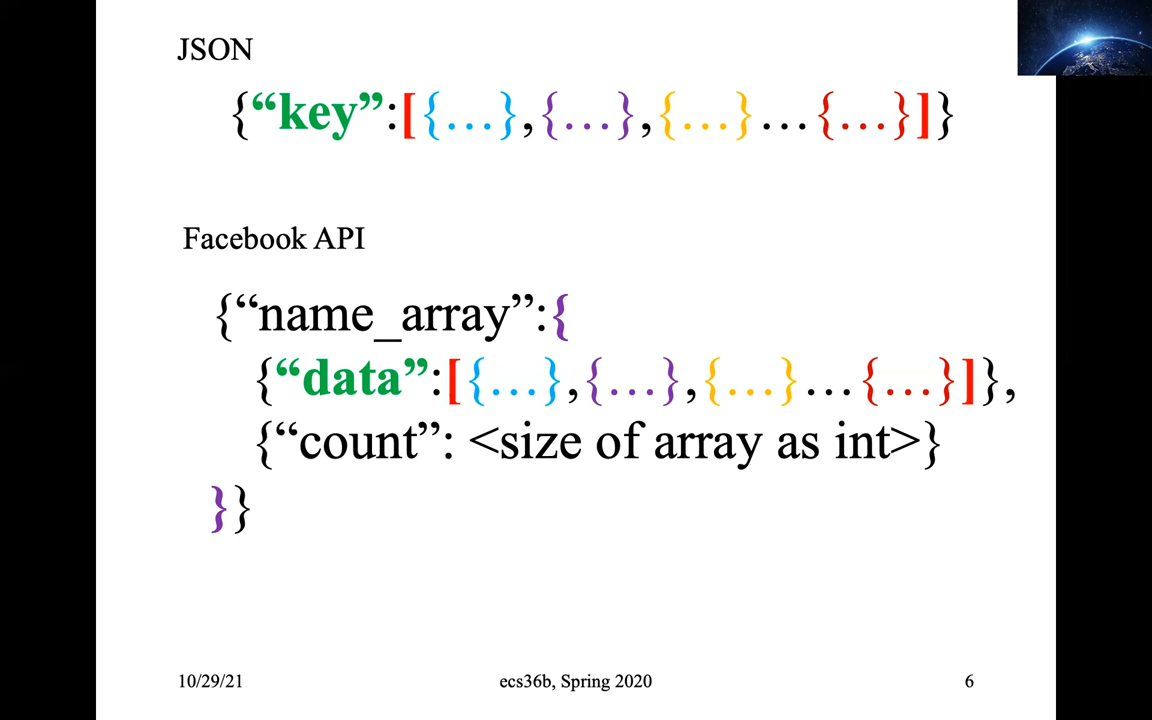 JSON
{“key”:[{…},{…},{…}…{…}]}
Facebook API
{“name_array”:{
{“data”:[{…},{…},{…}…{…}]},
{“count”: <size of array as int>}
}}
10/29/21
ecs36b, Spring 2020
6